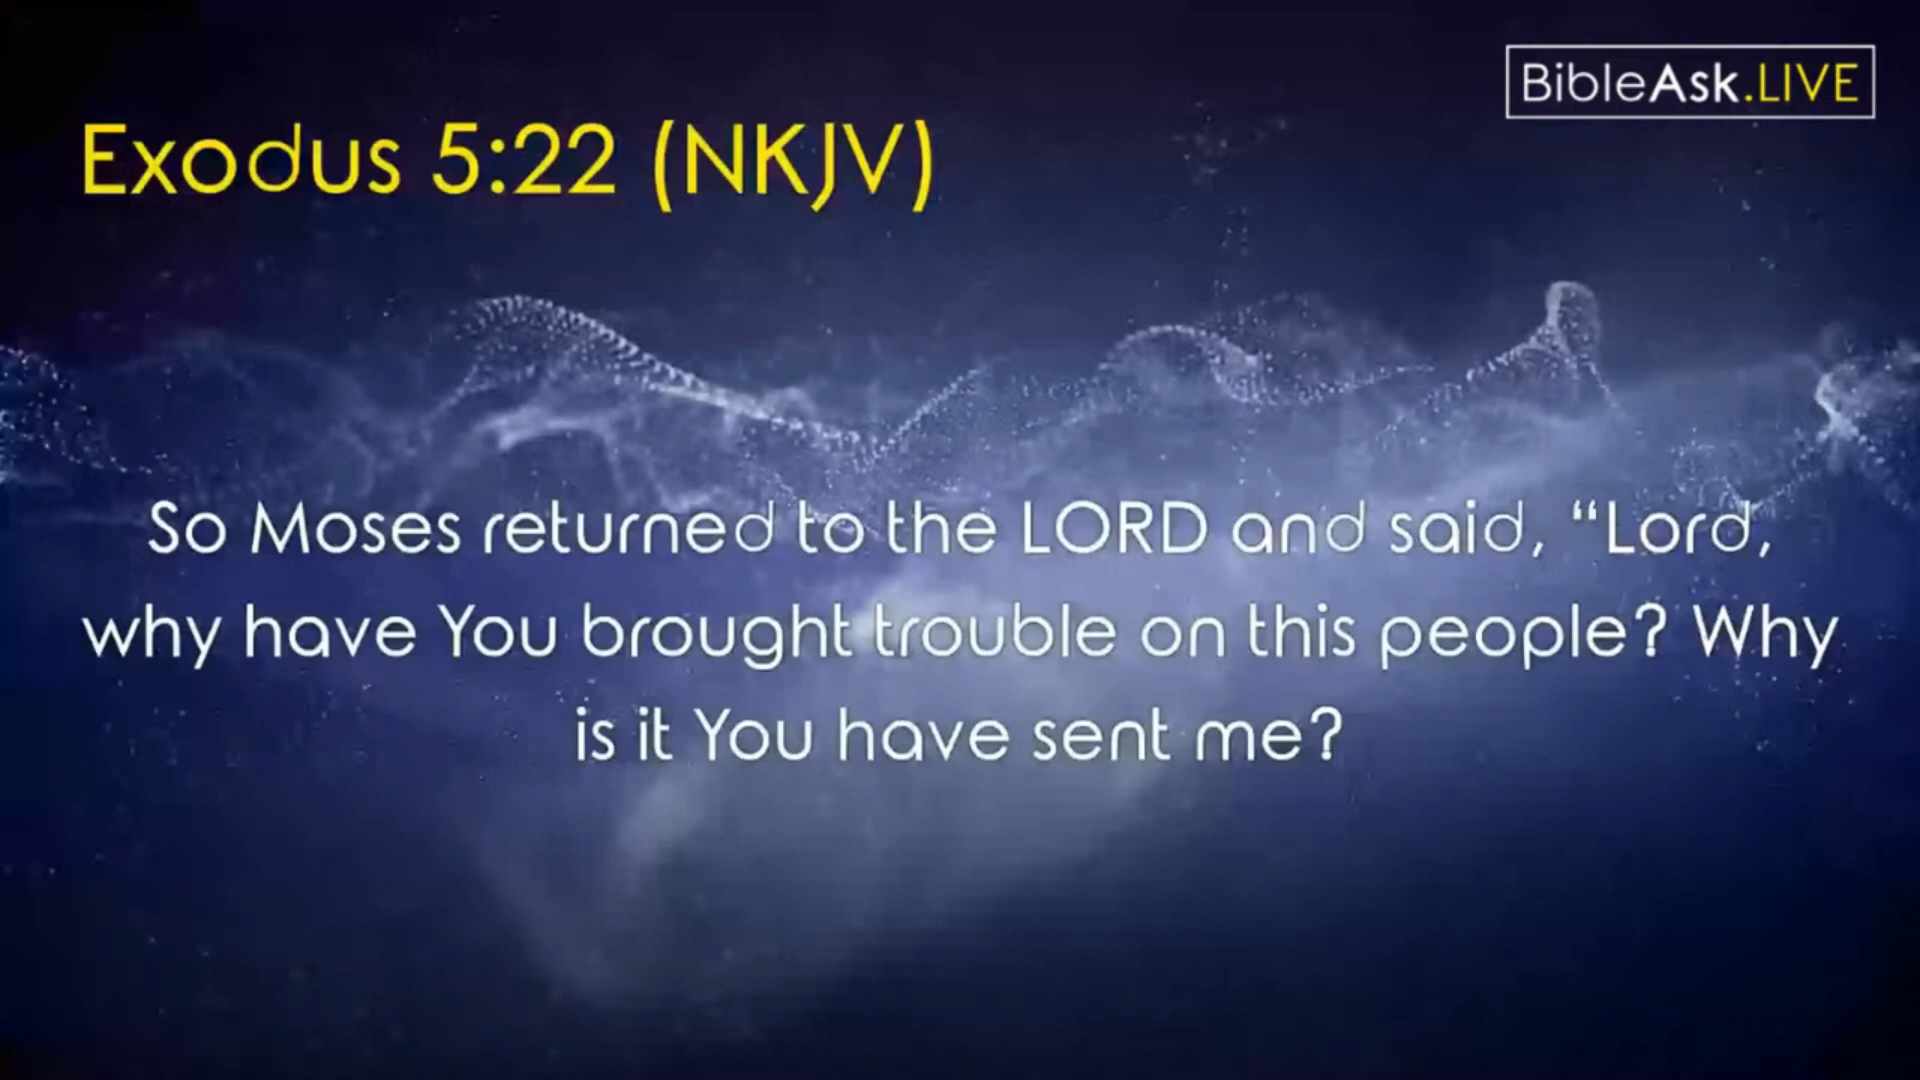 BibleAsk.LIVE
Exodus 5:22 (NKJV)
So Moses returned to the LORD and said, “Lord,
why have You brought trouble on this people? Why
is it You have sent me?